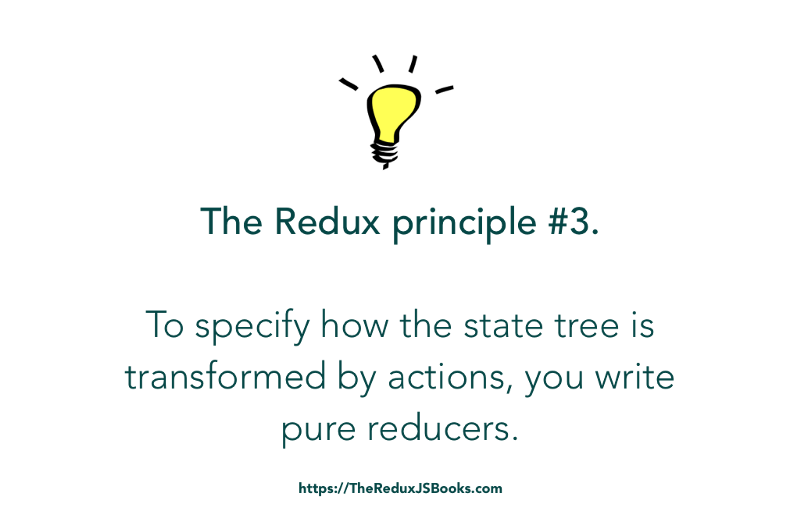 The Redux principle #3.
To specify how the state tree is
transformed by actions, you write
pure reducers.
https://TheReduxJSBooks.com